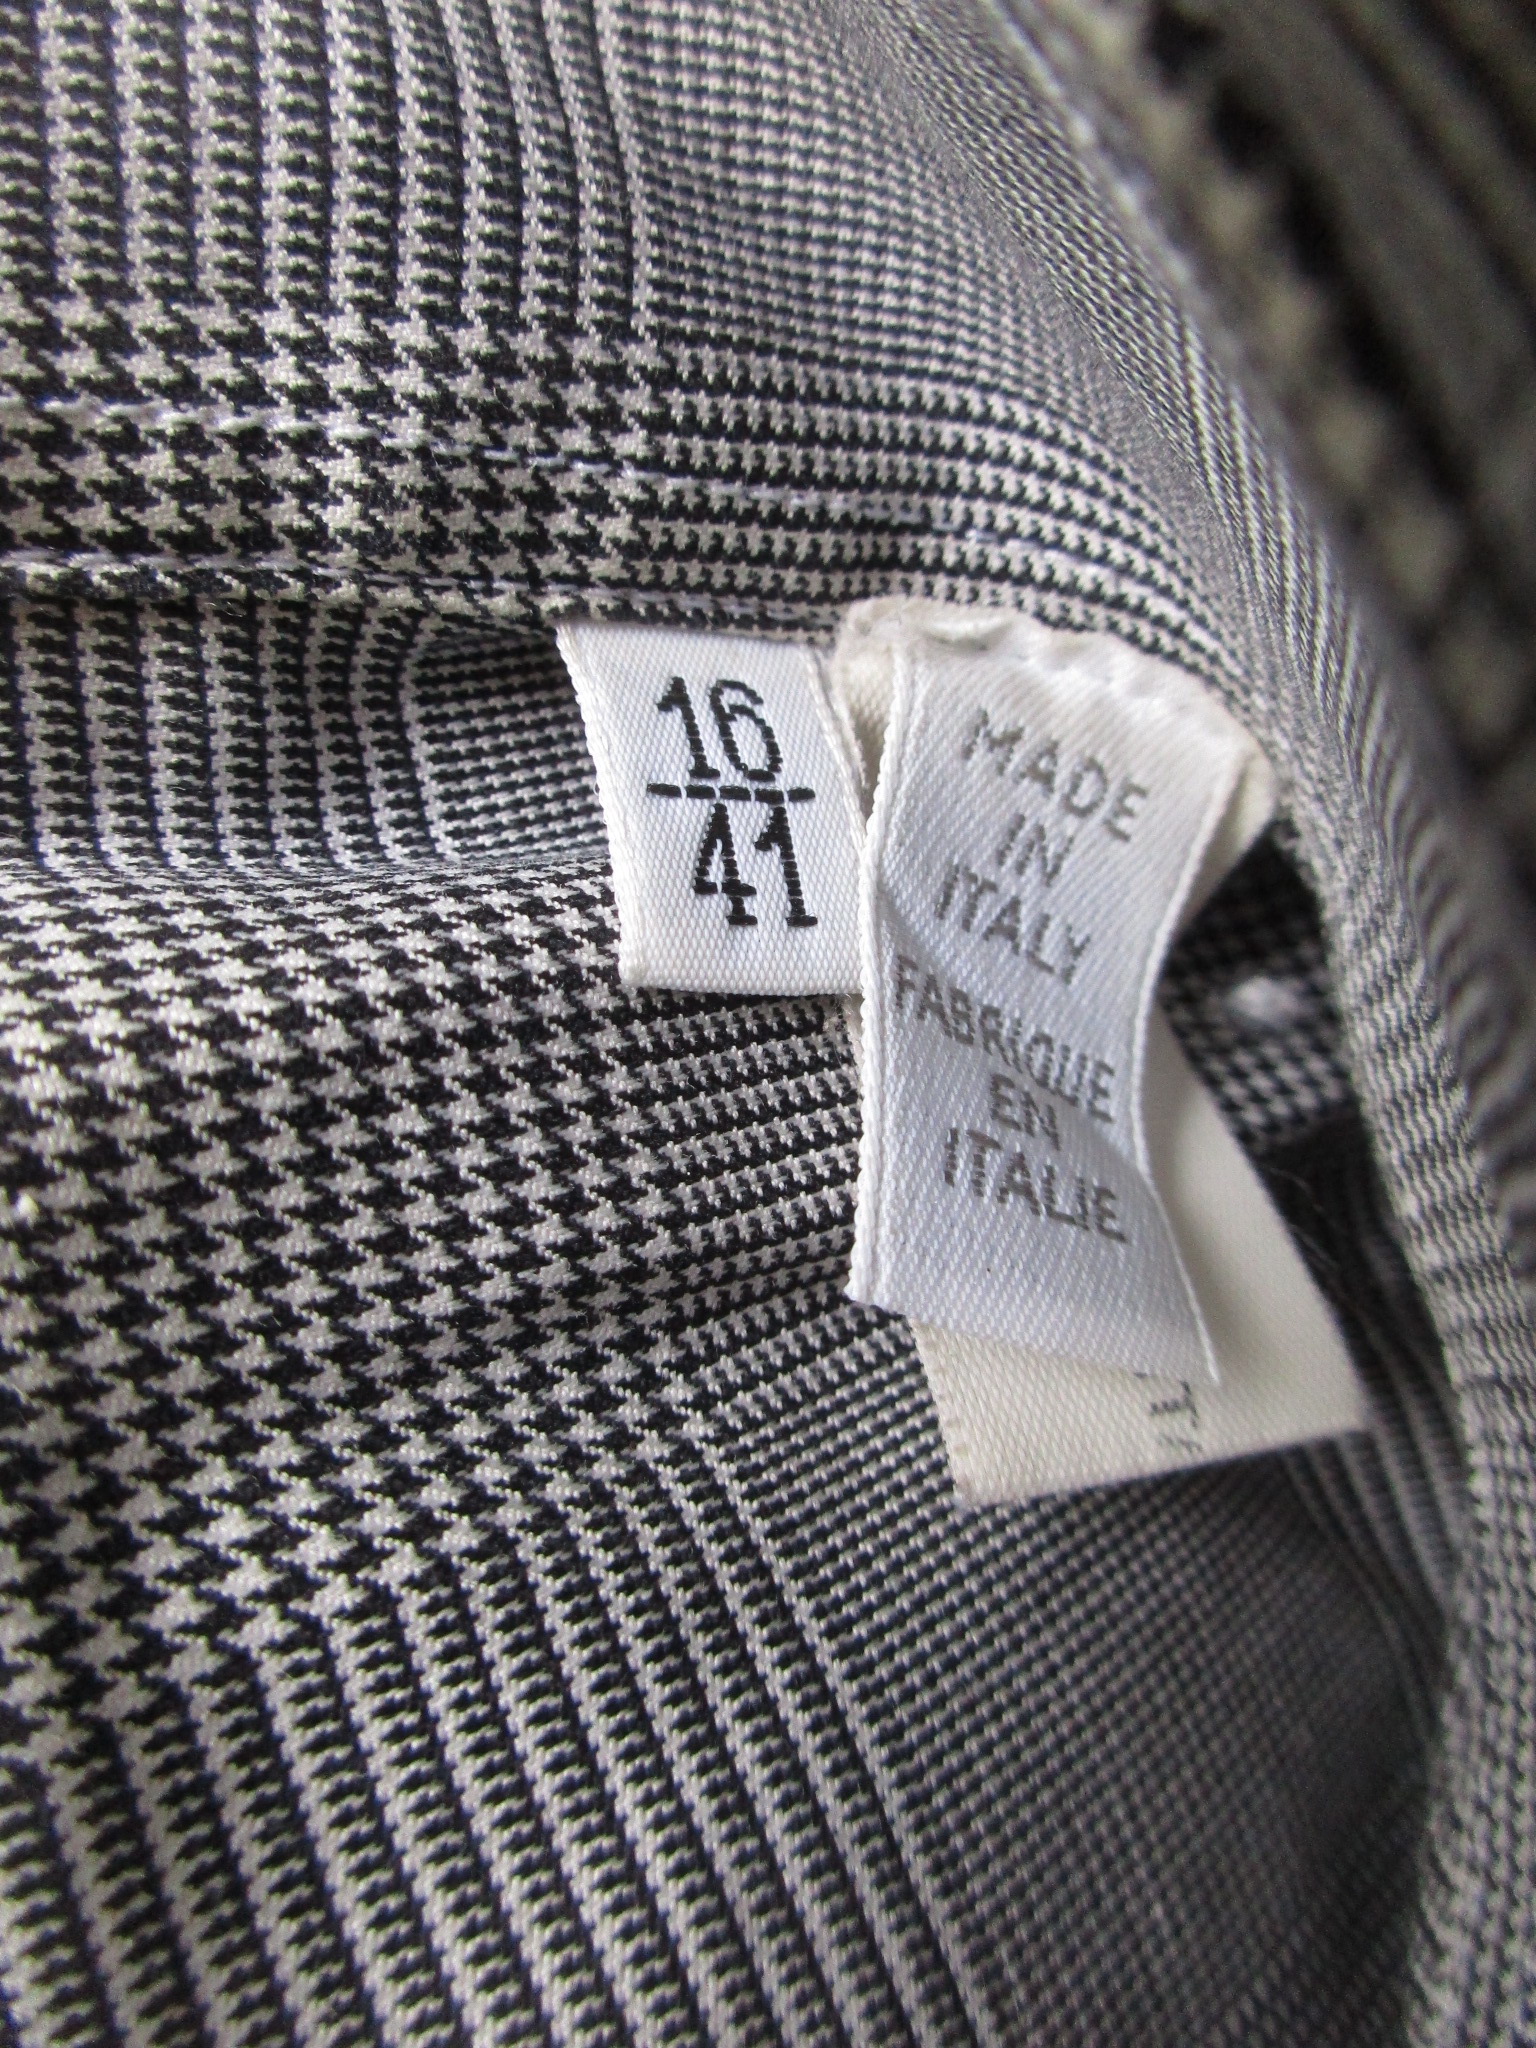 16
41
MADE
IN
ITALY
FABRIQUE
EN
ITALIE